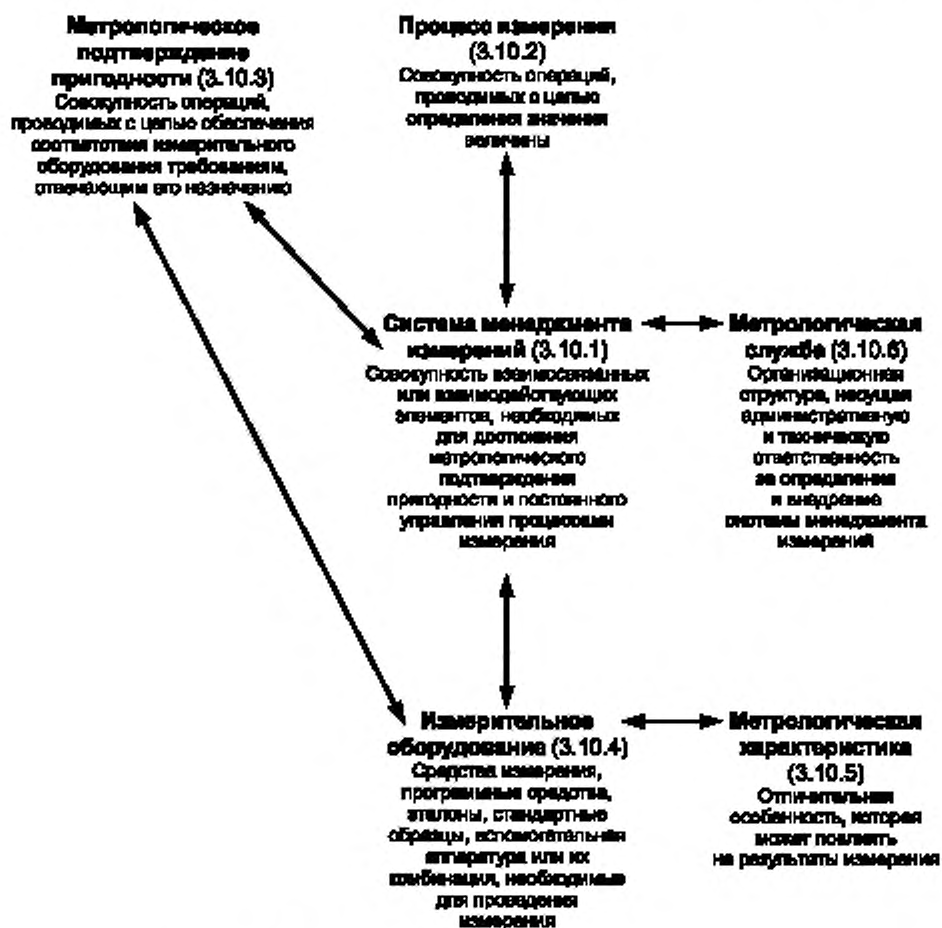 Метрологическое
подтверждение
пригодности (3.10.3)
Совокупность операций,
проводимых с целью обеспечения
соответствия измерительного
оборудования требованиям,
отвечающим его назначению
Процесс измерения
(3.10.2)
Совокупность операций,
проводимых с целью
определения значения
величины
Система менеджмента
измерений (3.10.1)
Совокупность взаимосвязанных
или взаимодействующих
элементов, необходимых
для достижения
метрологического
подтверждения
пригодности и постоянного
управления процессами
измерения
Метрологическая
служба (3.10.6)
Организационная
структура, несущая
административную
и техническую
ответственность
за определение
и внедрение
системы менеджмента
измерений
Измерительное
оборудование (3.10.4)
Средства измерения,
программные средства,
эталоны, стандартные
образцы, вспомогательная
аппаратура или их
комбинация, необходимые
для проведения
измерения
Метрологическая
характеристика
(3.10.5)
Отличительная
особенность, которая
может повлиять
на результаты измерения